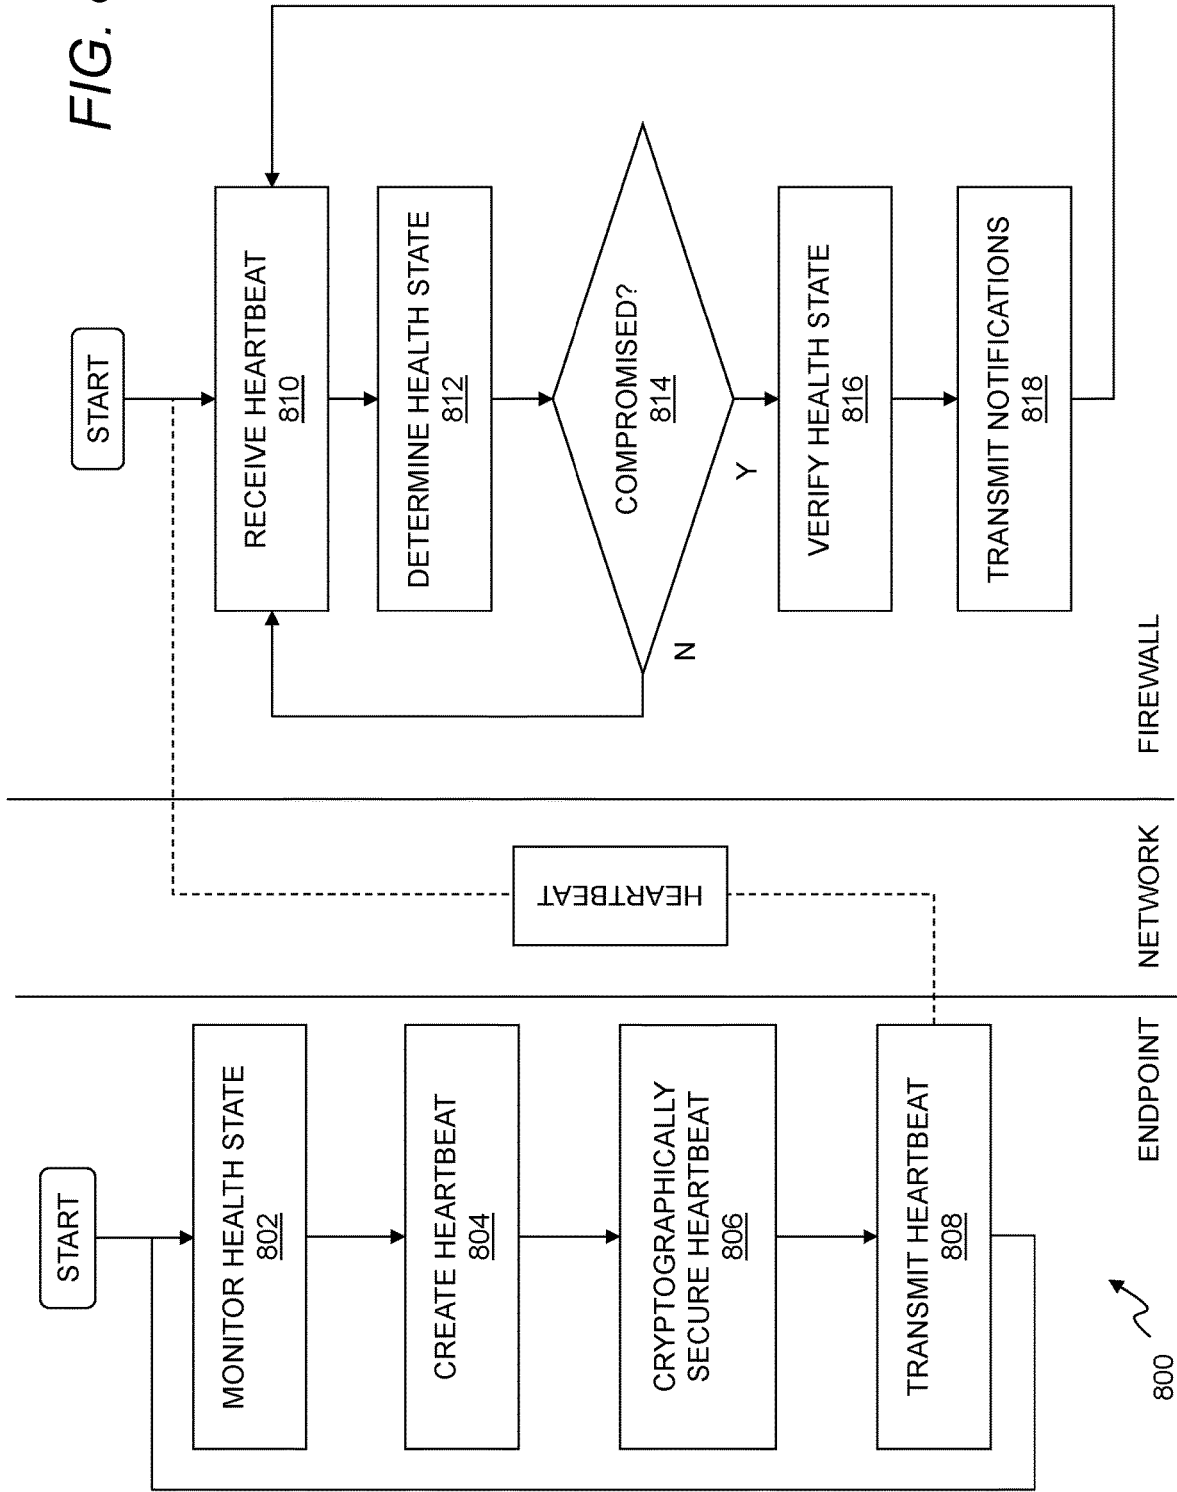 FIG.
START
MONITOR HEALTH STATE
802
CREATE HEARTBEAT
804
CRYPTOGRAPHICALLY
SECURE HEARTBEAT
806
TRANSMIT HEARTBEAT
808
ENDPOINT
800
HEARTBEAT
NETWORK
START
RECEIVE HEARTBEAT
810
DETERMINE HEALTH STATE
812
COMPROMISED?
814
N
Y
VERIFY HEALTH STATE
816
TRANSMIT NOTIFICATIONS
818
FIREWALL